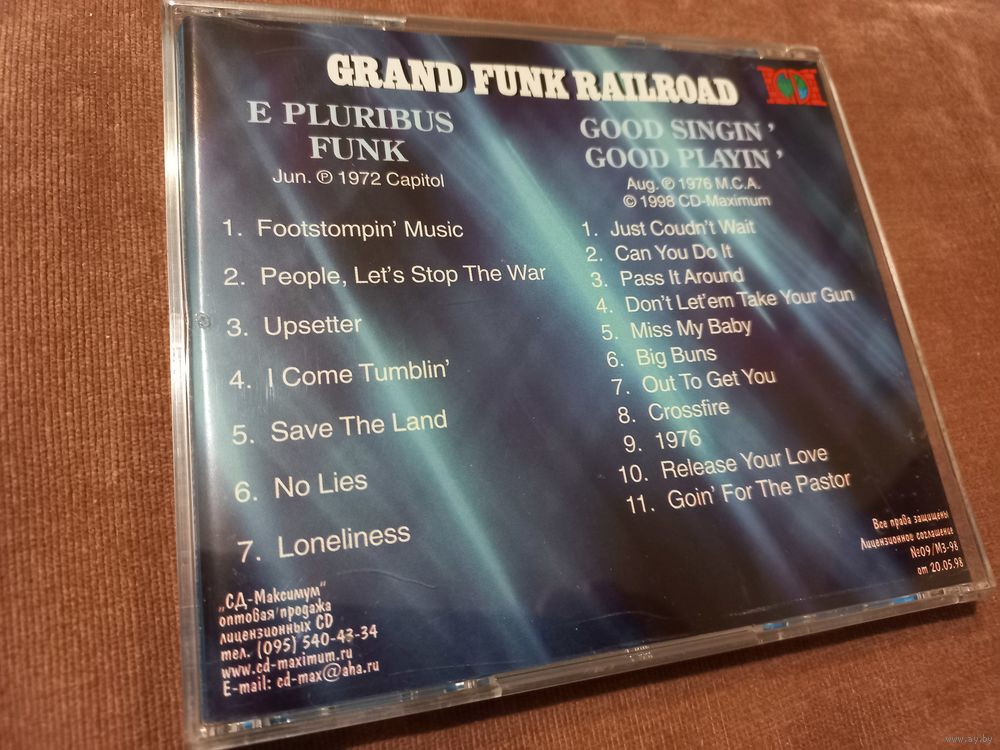 GRAND FUNK RAILROAD
CD
E PLURIBUS
FUNK
Jun. ℗ 1972 Capitol
1. Footstompin' Music
2. People, Let's Stop The War
3. Upsetter
4. I Come Tumblin'
5. Save The Land
6. No Lies
7. Loneliness
GOOD SINGIN'
GOOD PLAYIN'
Aug. ℗ 1976 M.C.A.
© 1998 CD-Maximum
1. Just Coudn't Wait
2. Can You Do It
3. Pass It Around
4. Don't Let'em Take Your Gun
5. Miss My Baby
6. Big Buns
7. Out To Get You
8. Crossfire
9. 1976
10. Release Your Love
11. Goin' For The Pastor
„СД-Максимум"
оптовая продажа
лицензионных CD
тел. (095) 540-43-34
www.cd-maximum.ru
E-mail: cd-max@aha.ru
Все права защищены
Лицензионное соглашение
№09/МЗ-98
от 20.05.98
www.ay.by